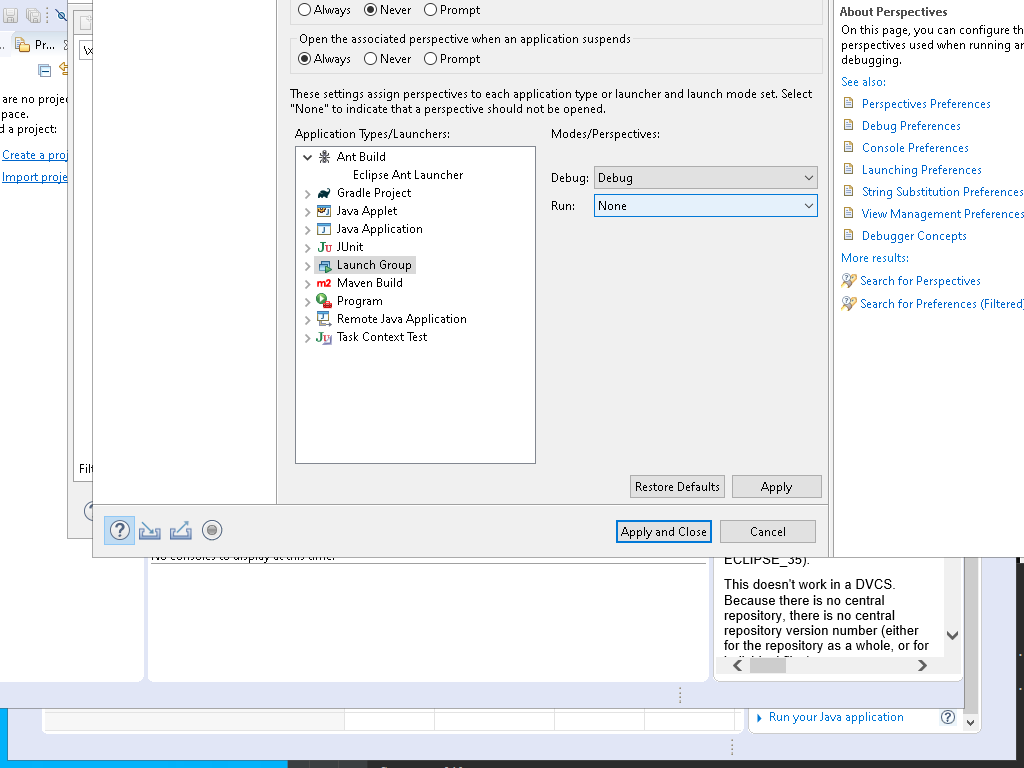 Always Never Prompt
Open the associated perspective when an application suspends
Always Never Prompt
These settings assign perspectives to each application type or launcher and launch mode set. Select
"None" to indicate that a perspective should not be opened.
Application Types/Launchers:
Ant Build
Eclipse Ant Launcher
Gradle Project
Java Applet
Java Application
JUnit
Launch Group
Maven Build
Program
Remote Java Application
Task Context Test
Modes/Perspectives:
Debug: Debug
Run: None
Restore Defaults
Apply
Apply and Close
Cancel
About Perspectives
On this page, you can configure th
perspectives used when running ar
debugging.
See also:
Perspectives Preferences
Debug Preferences
Console Preferences
Launching Preferences
String Substitution Preferences
View Management Preferences
Debugger Concepts
More results:
Search for Perspectives
Search for Preferences (Filtered)
Pr...
are no projec
pace.
d a project:
Create a proj
Import proje
Filt
No consoles to display at this time.
ECLIPSE_35).
This doesn't work in a DVCS.
Because there is no central
repository, there is no central
repository version number (either
for the repository as a whole, or for
Run your Java application